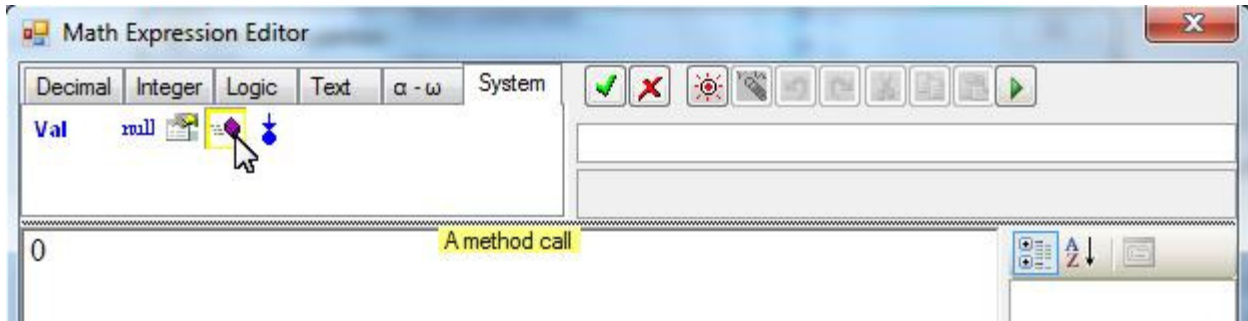 Math Expression Editor
Decimal Integer Logic Text α - ω System
Val null
A method call
0
A
Z